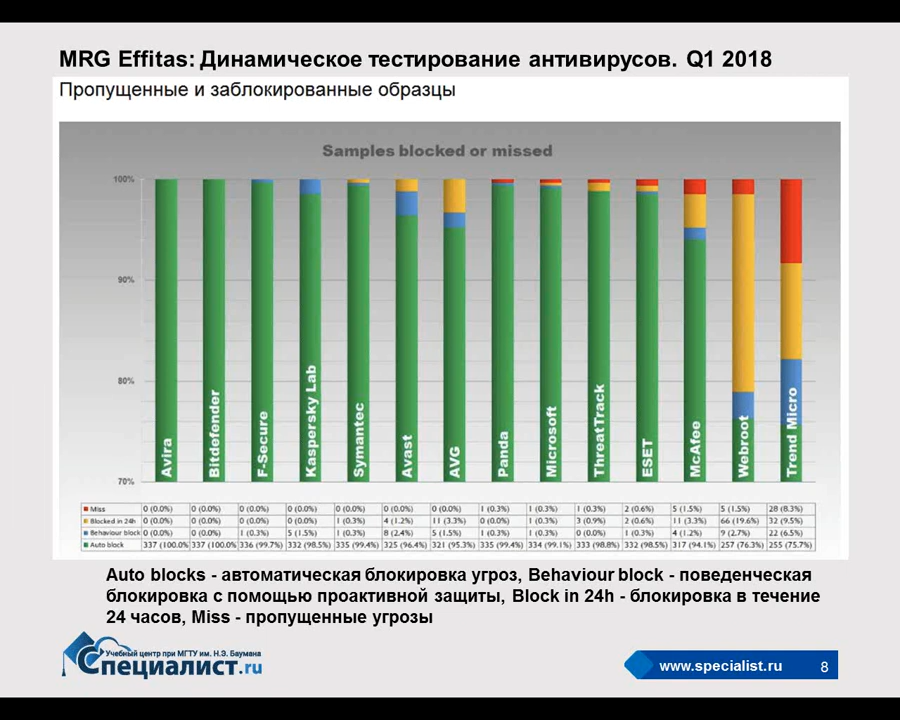 MRG Effitas: Динамическое тестирование антивирусов. Q1 2018
Пропущенные и заблокированные образцы
Samples blocked or missed
100%
90%
80%
70%
Avira
Bitdefender
F-Secure
Kaspersky Lab
Symantec
Avast
AVG
Panda
Microsoft
ThreatTrack
ESET
McAfee
Webroot
Trend Micro
Miss 0 (0.0%) 0 (0.0%) 0 (0.0%) 0 (0.0%) 0 (0.0%) 0 (0.0%) 0 (0.0%) 1 (0.3%) 1 (0.3%) 1 (0.3%) 2 (0.6%) 5 (1.5%) 5 (1.5%) 28 (8.3%)
Blocked in 24h 0 (0.0%) 0 (0.0%) 0 (0.0%) 0 (0.0%) 1 (0.3%) 4 (1.2%) 11 (3.3%) 0 (0.0%) 1 (0.3%) 3 (0.9%) 2 (0.6%) 11 (3.3%) 66 (19.6%) 32 (9.5%)
Behaviour block 0 (0.0%) 0 (0.0%) 1 (0.3%) 5 (1.5%) 1 (0.3%) 8 (2.4%) 5 (1.5%) 1 (0.3%) 1 (0.3%) 0 (0.0%) 1 (0.3%) 4 (1.2%) 9 (2.7%) 22 (6.5%)
Auto block 337 (100.0% 337 (100.0% 336 (99.7%) 332 (98.5%) 335 (99.4%) 325 (96.4%) 321 (95.3%) 335 (99.4%) 334 (99.1%) 333 (98.8%) 332 (98.5%) 317 (94.1%) 257 (76.3%) 255 (75.7%)
Auto blocks - автоматическая блокировка угроз, Behaviour block - поведенческая
блокировка с помощью проактивной защиты, Block in 24h - блокировка в течение
24 часов, Miss - пропущенные угрозы
Учебный центр при МГТУ им. Н.Э. Баумана
Специалист.ru
www.specialist.ru
8